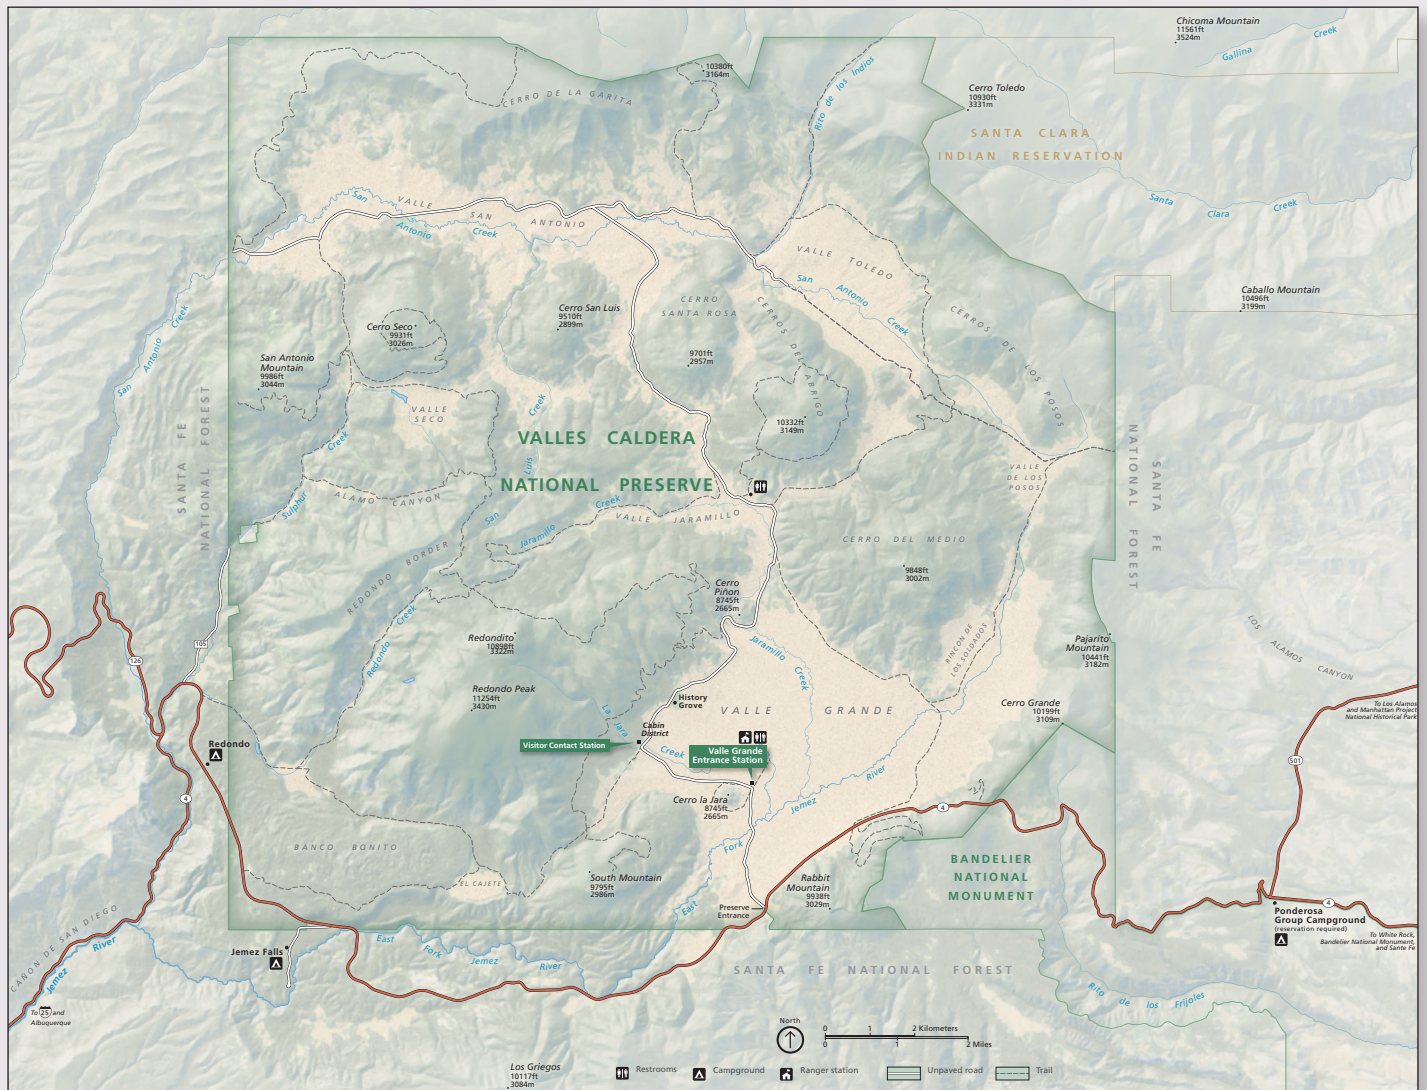 Chicoma Mountain
11561ft
3524m
Gallina
Creek
10380ft
3164m
Rito de los Indios
Cerro Toledo
10930ft
3331m
CERRO DE LA GARITA
SANTA CLARA
INDIAN RESERVATION
Santa
Clara
Creek
San
Antonio
Creek
VALLE
SAN
ANTONIO
VALLE TOLEDO
San
Antonio
Creek
CERRO
SANTA ROSA
9701ft
2957m
CERROS DEL ABRIGO
CERROS DE LOS POSOS
Caballo Mountain
10496ft
3199m
Cerro San Luis
9510ft
2899m
Cerro Seco
9931ft
3026m
San Antonio
Mountain
9986ft
3044m
San Antonio Creek
VALLE
SECO
10332ft
3149m
SANTA FE
NATIONAL FOREST
VALLES CALDERA
NATIONAL PRESERVE
San Luis Creek
Sulphur Creek
ALAMO CANYON
VALLE
DE LOS
POSOS
SANTA FE
NATIONAL FOREST
Jaramillo Creek
VALLE JARAMILLO
REDONDO BORDER
CERRO DEL MEDIO
9848ft
3002m
Cerro
Piñon
8745ft
2665m
Redondo Creek
Redondito
10898ft
3322m
Jaramillo
Creek
RINCON DE
LOS SOLDADOS
Pajarito
Mountain
10441ft
3182m
LOS ALAMOS CANYON
105
126
Redondo Peak
11254ft
3430m
History
Grove
VALLE GRANDE
Cerro Grande
10199ft
3109m
To Los Alamos
and Manhattan Project
National Historical Park
La Jara
Creek
Cabin
District
Visitor Contact Station
Valle Grande
Entrance Station
Redondo
501
4
Cerro la Jara
8745ft
2665m
East Fork Jemez River
4
BANCO BONITO
EL CAJETE
South Mountain
9795ft
2986m
Rabbit
Mountain
9938ft
3029m
BANDELIER
NATIONAL
MONUMENT
Preserve
Entrance
4
Ponderosa
Group Campground
(reservation required)
To White Rock,
Bandelier National Monument,
and Sante Fe
CAÑON DE SAN DIEGO
Jemez River
Jemez Falls
East
Fork
Jemez
River
SANTA FE NATIONAL FOREST
Rito de los Frijoles
To 25 and
Albuquerque
North
0 1 2 Kilometers
0 1 2 Miles
Los Griegos
10117ft
3084m
Restrooms
Campground
Ranger station
Unpaved road
Trail